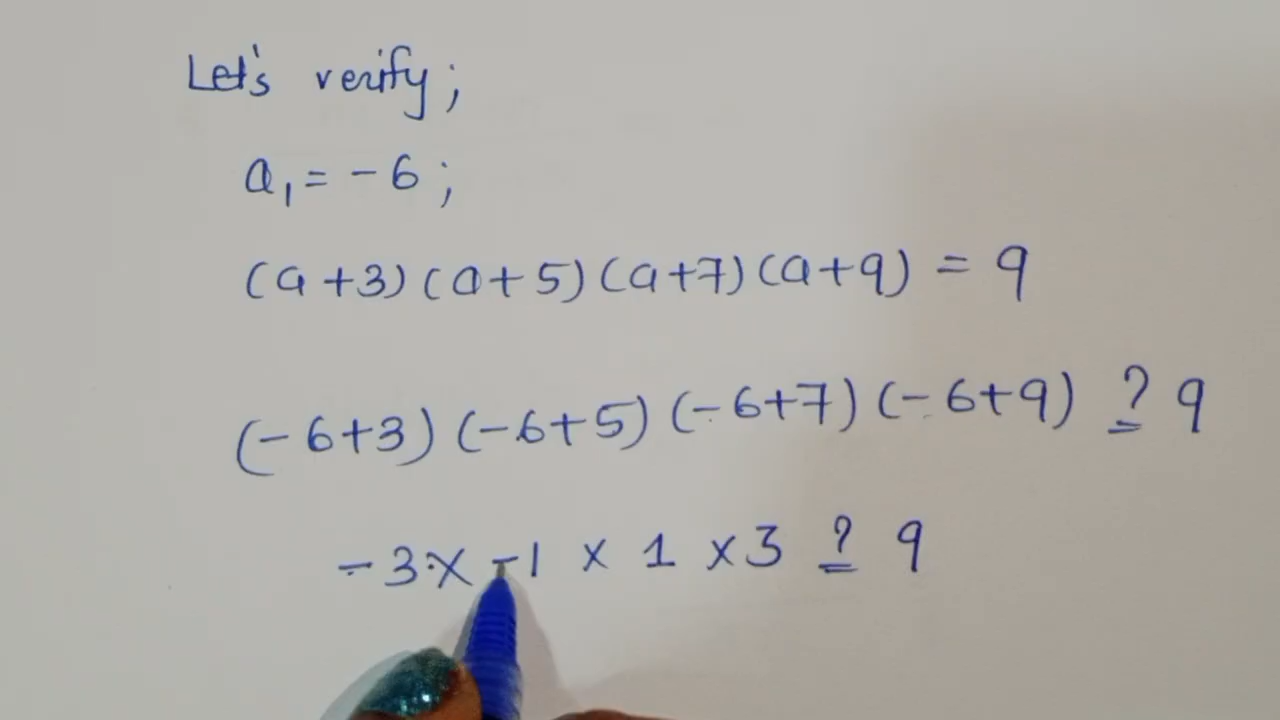 Let's verify;
a₁ = -6;
(a+3)(a+5)(a+7)(a+9) = 9
(-6+3)(-6+5)(-6+7)(-6+9) ≟ 9
-3 × -1 × 1 × 3 ≟ 9